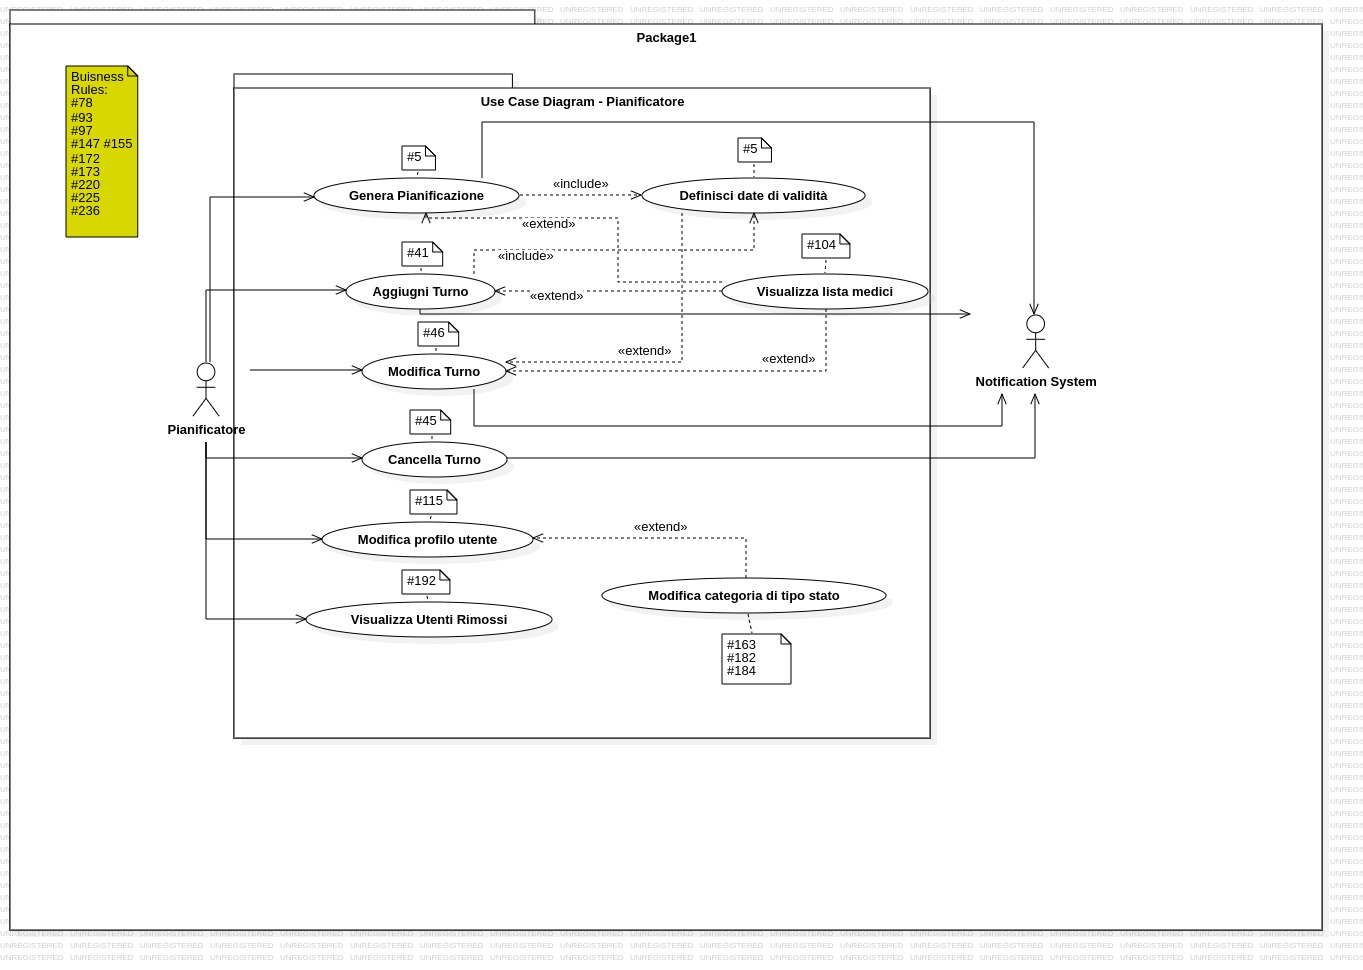 Package1
Buisness
Rules:
#78
#93
#97
#147 #155
#172
#173
#220
#225
#236
Use Case Diagram - Pianificatore
#5
#5
Genera Pianificazione
«include»
Definisci date di validità
«extend»
#41
«include»
#104
Aggiugni Turno
«extend»
Visualizza lista medici
#46
«extend»
«extend»
Modifica Turno
Notification System
Pianificatore
#45
Cancella Turno
#115
Modifica profilo utente
«extend»
#192
Visualizza Utenti Rimossi
Modifica categoria di tipo stato
#163
#182
#184
UNREGISTERED